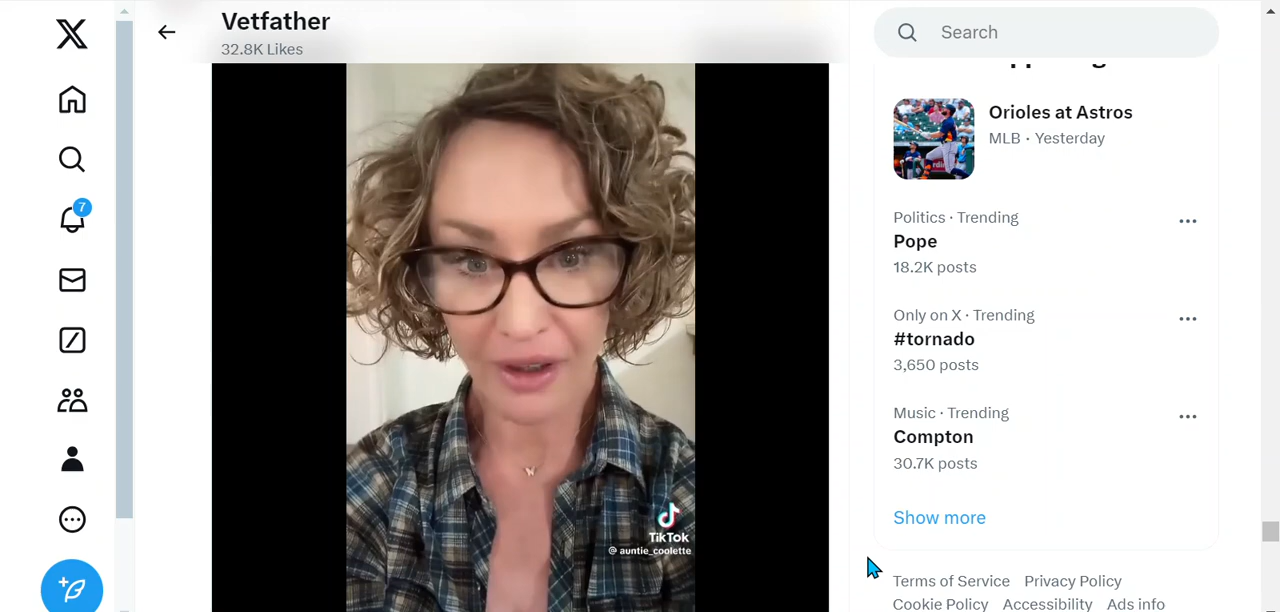 Vetfather
32.8K Likes
Search
Orioles at Astros
MLB · Yesterday
Politics · Trending
Pope
18.2K posts
Only on X · Trending
#tornado
3,650 posts
Music · Trending
Compton
30.7K posts
Show more
Terms of Service Privacy Policy
Cookie Policy Accessibility Ads info
7
TikTok
@ auntie_coolette